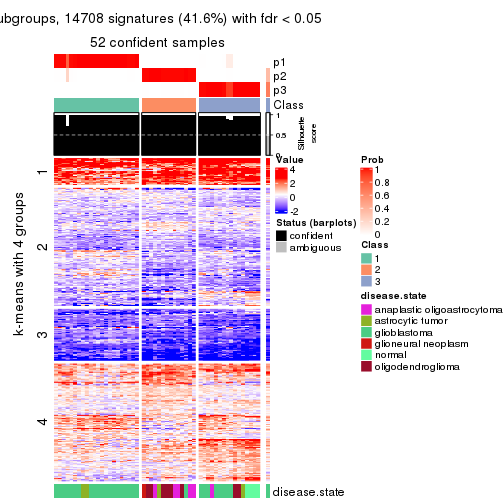 ubgroups, 14708 signatures (41.6%) with fdr < 0.05
52 confident samples
p1
p2
p3
Class
1
0.5
0
Silhouette
score
k-means with 4 groups
1
2
3
4
Value
4
2
0
-2
Status (barplots)
confident
ambiguous
Prob
1
0.8
0.6
0.4
0.2
0
Class
1
2
3
disease.state
anaplastic oligoastrocytoma
astrocytic tumor
glioblastoma
glioneural neoplasm
normal
oligodendroglioma
disease.state